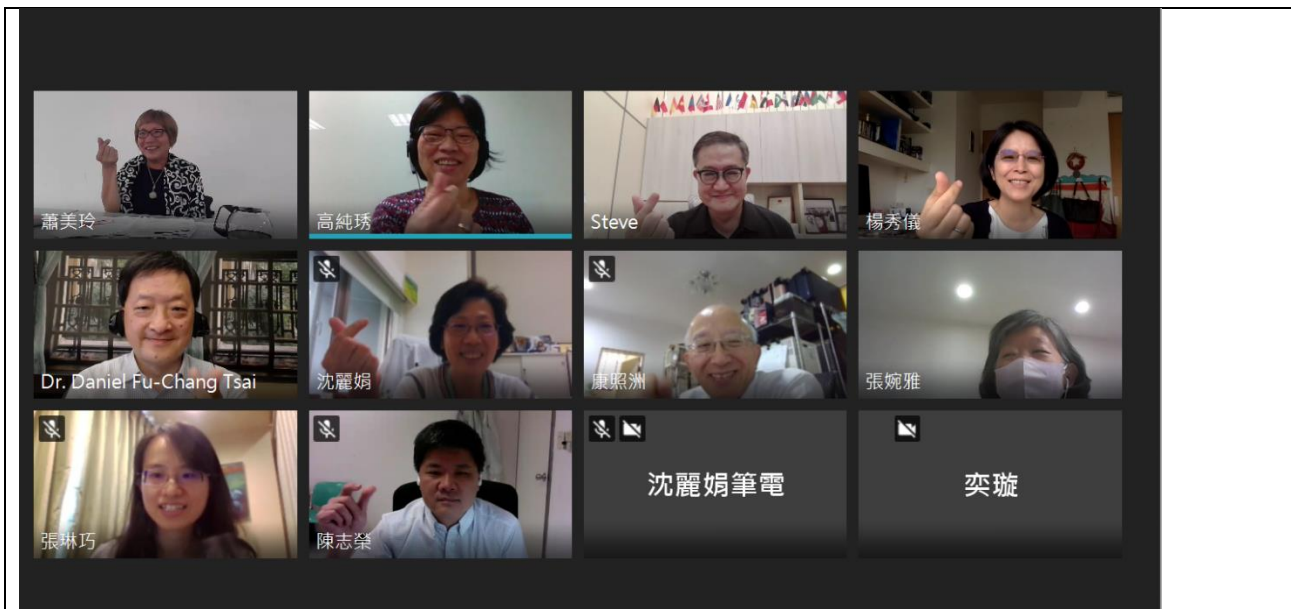 蕭美玲
高純琇
Steve
楊秀儀
Dr. Daniel Fu-Chang Tsai
沈麗娟
康照洲
張婉雅
張琳巧
陳志榮
沈麗娟筆電
奕璇